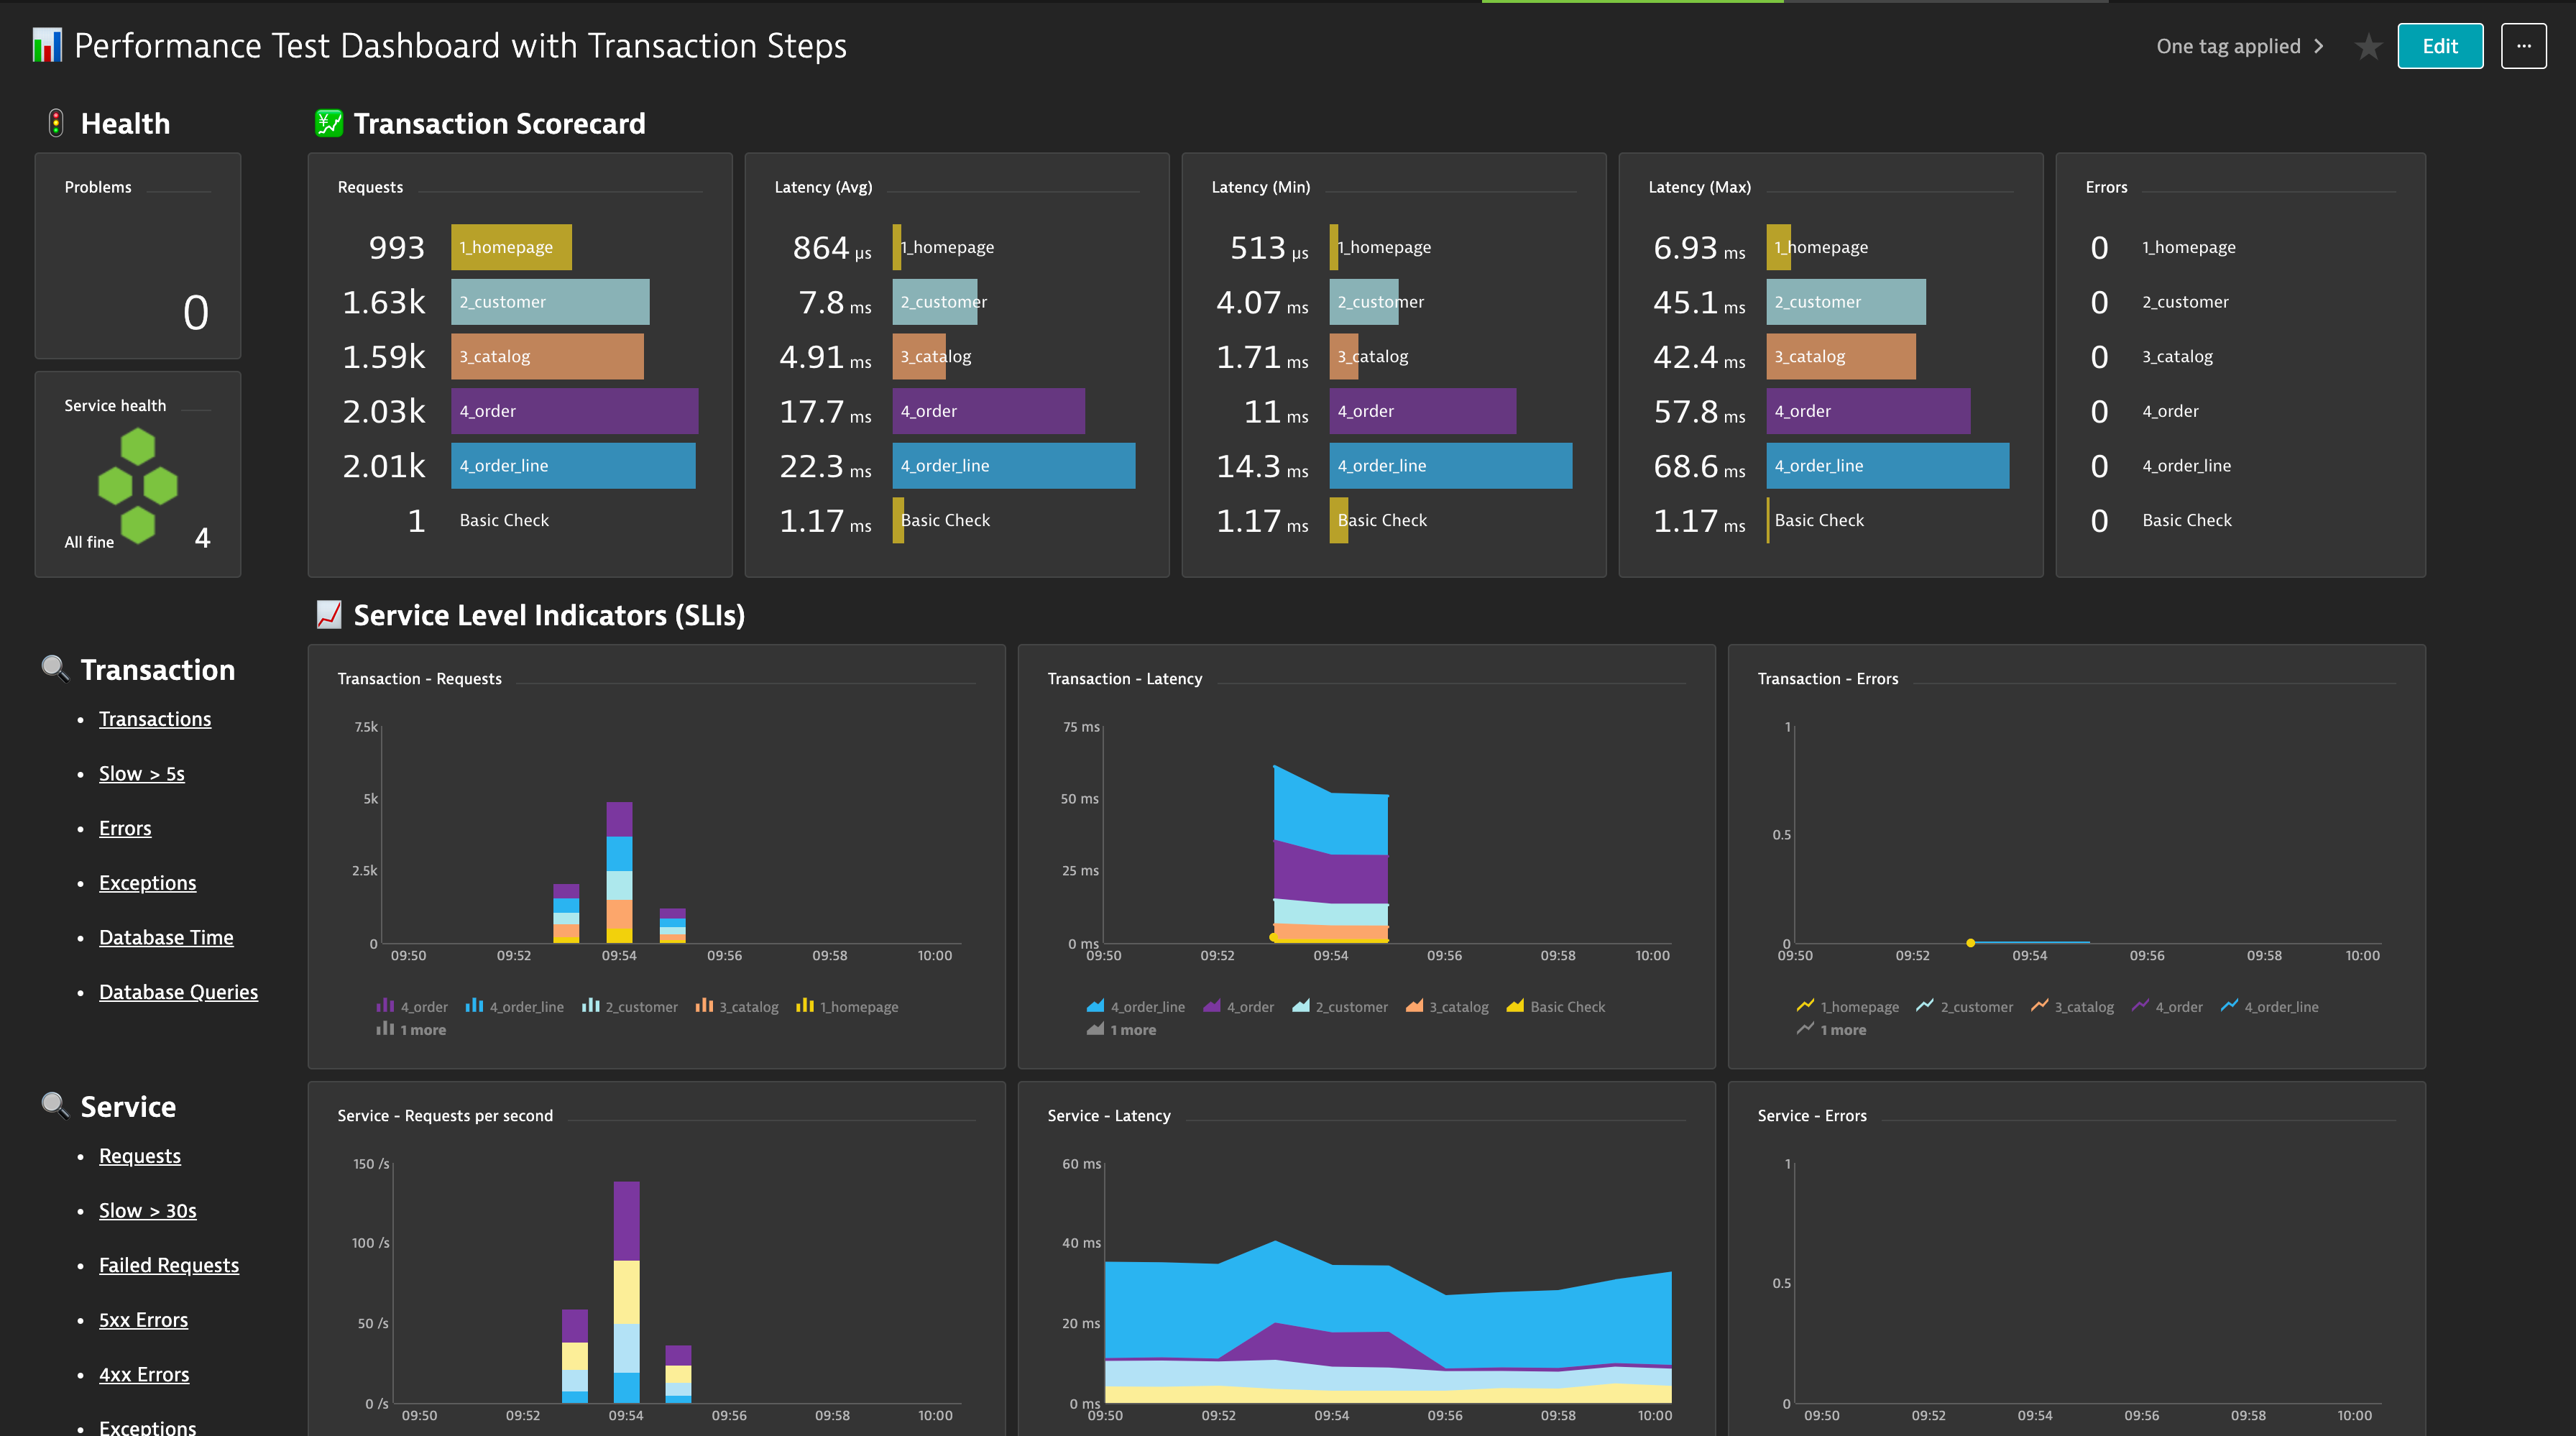 Performance Test Dashboard with Transaction Steps
One tag applied
Edit
...
Health
Problems
0
Service health
All fine
4
Transaction Scorecard
Requests
993 1_homepage
1.63k 2_customer
1.59k 3_catalog
2.03k 4_order
2.01k 4_order_line
1 Basic Check
Latency (Avg)
864 µs 1_homepage
7.8 ms 2_customer
4.91 ms 3_catalog
17.7 ms 4_order
22.3 ms 4_order_line
1.17 ms Basic Check
Latency (Min)
513 µs 1_homepage
4.07 ms 2_customer
1.71 ms 3_catalog
11 ms 4_order
14.3 ms 4_order_line
1.17 ms Basic Check
Latency (Max)
6.93 ms 1_homepage
45.1 ms 2_customer
42.4 ms 3_catalog
57.8 ms 4_order
68.6 ms 4_order_line
1.17 ms Basic Check
Errors
0 1_homepage
0 2_customer
0 3_catalog
0 4_order
0 4_order_line
0 Basic Check
Transaction
Transactions
Slow > 5s
Errors
Exceptions
Database Time
Database Queries
Service Level Indicators (SLIs)
Transaction - Requests
7.5k
5k
2.5k
0
09:50 09:52 09:54 09:56 09:58 10:00
4_order 4_order_line 2_customer 3_catalog 1_homepage
1 more
Transaction - Latency
75 ms
50 ms
25 ms
0 ms
09:50 09:52 09:54 09:56 09:58 10:00
4_order_line 4_order 2_customer 3_catalog Basic Check
1 more
Transaction - Errors
1
0.5
0
09:50 09:52 09:54 09:56 09:58 10:00
1_homepage 2_customer 3_catalog 4_order 4_order_line
1 more
Service
Requests
Slow > 30s
Failed Requests
5xx Errors
4xx Errors
Exceptions
Service - Requests per second
150 /s
100 /s
50 /s
0 /s
09:50 09:52 09:54 09:56 09:58 10:00
Service - Latency
60 ms
40 ms
20 ms
0 ms
09:50 09:52 09:54 09:56 09:58 10:00
Service - Errors
1
0.5
0
09:50 09:52 09:54 09:56 09:58 10:00